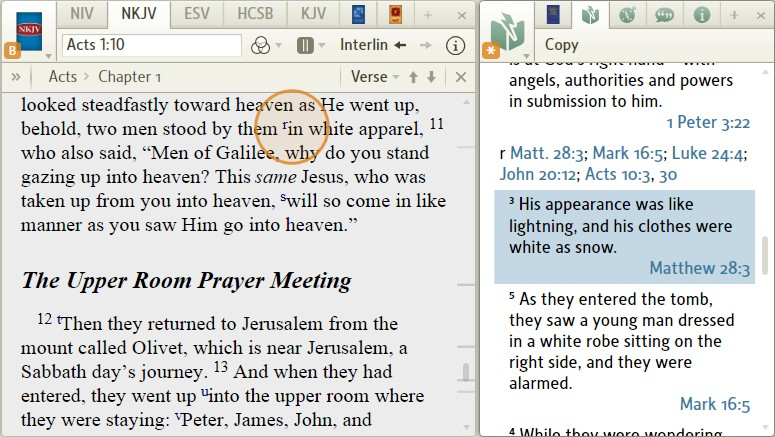 NIV NKJV ESV HCSB KJV + ×
NKJV
B
Acts 1:10 Interlin
» Acts › Chapter 1 Verse ×
looked steadfastly toward heaven as He went up,
behold, two men stood by them rin white apparel, 11
who also said, “Men of Galilee, why do you stand
gazing up into heaven? This same Jesus, who was
taken up from you into heaven, swill so come in like
manner as you saw Him go into heaven.”
The Upper Room Prayer Meeting
12 tThen they returned to Jerusalem from the
mount called Olivet, which is near Jerusalem, a
Sabbath day’s journey. 13 And when they had
entered, they went up uinto the upper room where
they were staying: vPeter, James, John, and
+ ×
*
Copy
is at God’s right hand—with
angels, authorities and powers
in submission to him.
1 Peter 3:22
r Matt. 28:3; Mark 16:5; Luke 24:4;
John 20:12; Acts 10:3, 30
3 His appearance was like
lightning, and his clothes were
white as snow.
Matthew 28:3
5 As they entered the tomb,
they saw a young man dressed
in a white robe sitting on the
right side, and they were
alarmed.
Mark 16:5
4 While they were wondering